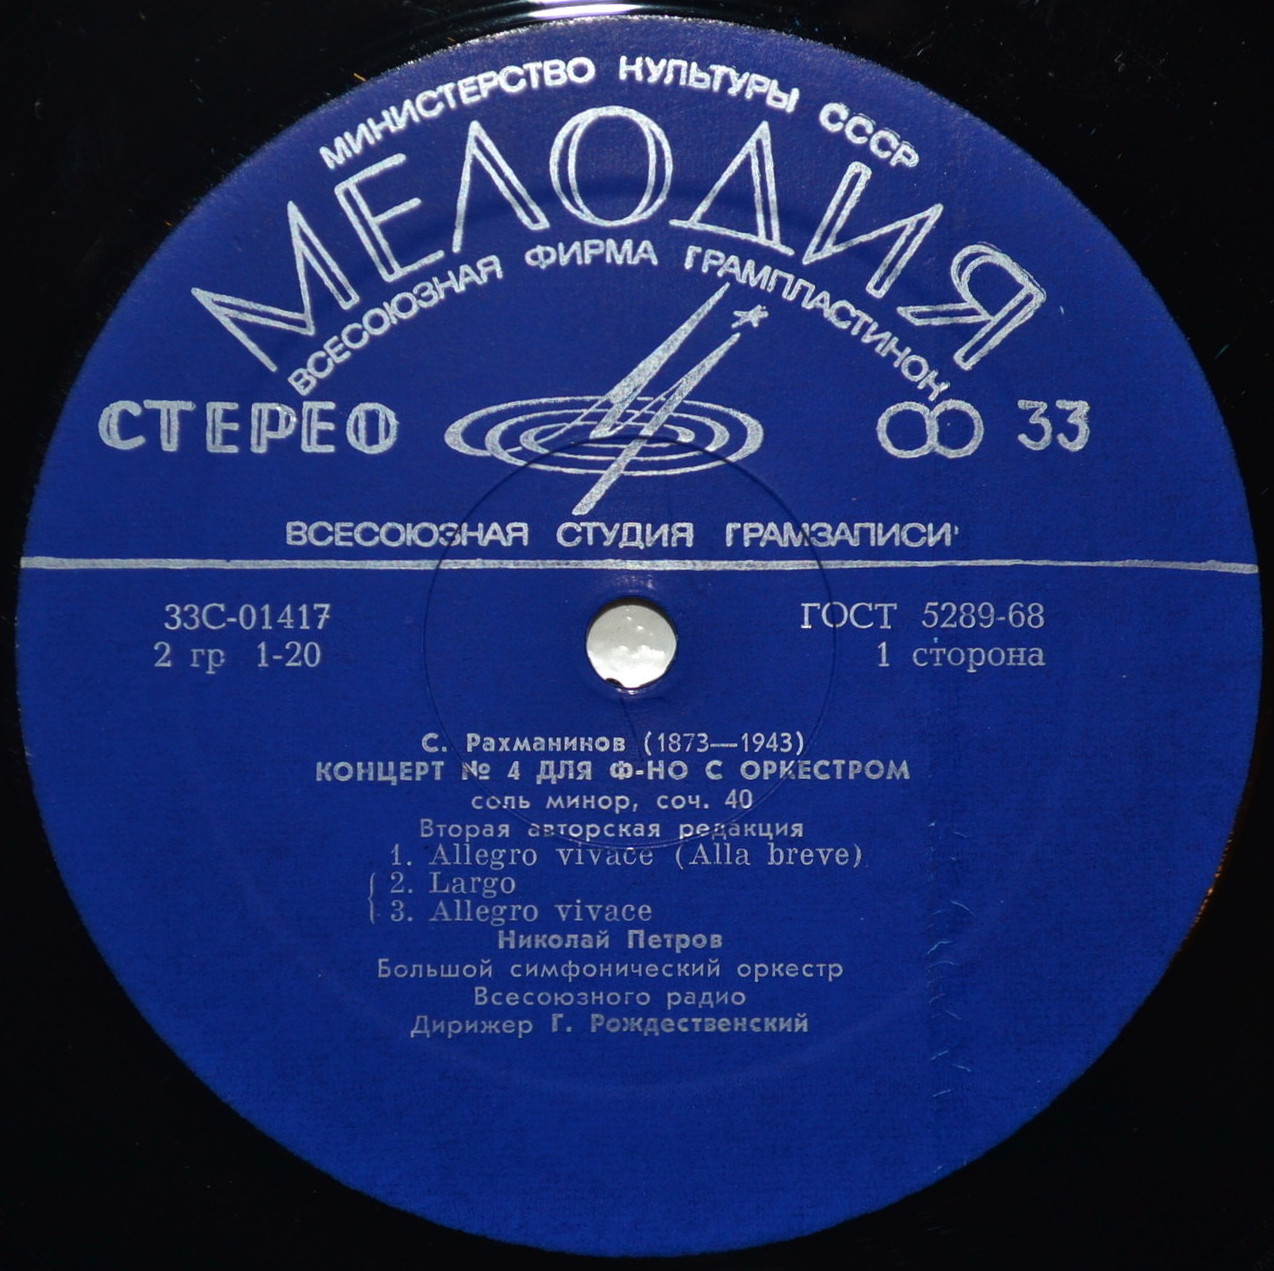 МИНИСТЕРСТВО КУЛЬТУРЫ СССР
МЕЛОДИЯ
ВСЕСОЮЗНАЯ ФИРМА ГРАМПЛАСТИНОК
СТЕРЕО 33
ВСЕСОЮЗНАЯ СТУДИЯ ГРАМЗАПИСИ
33С-01417 ГОСТ 5289-68
2 гр 1-20 1 сторона
С. Рахманинов (1873—1943)
КОНЦЕРТ № 4 ДЛЯ Ф-НО С ОРКЕСТРОМ
соль минор, соч. 40
Вторая авторская редакция
1. Allegro vivace (Alla breve)
2. Largo
3. Allegro vivace
Николай Петров
Большой симфонический оркестр
Всесоюзного радио
Дирижер Г. Рождественский